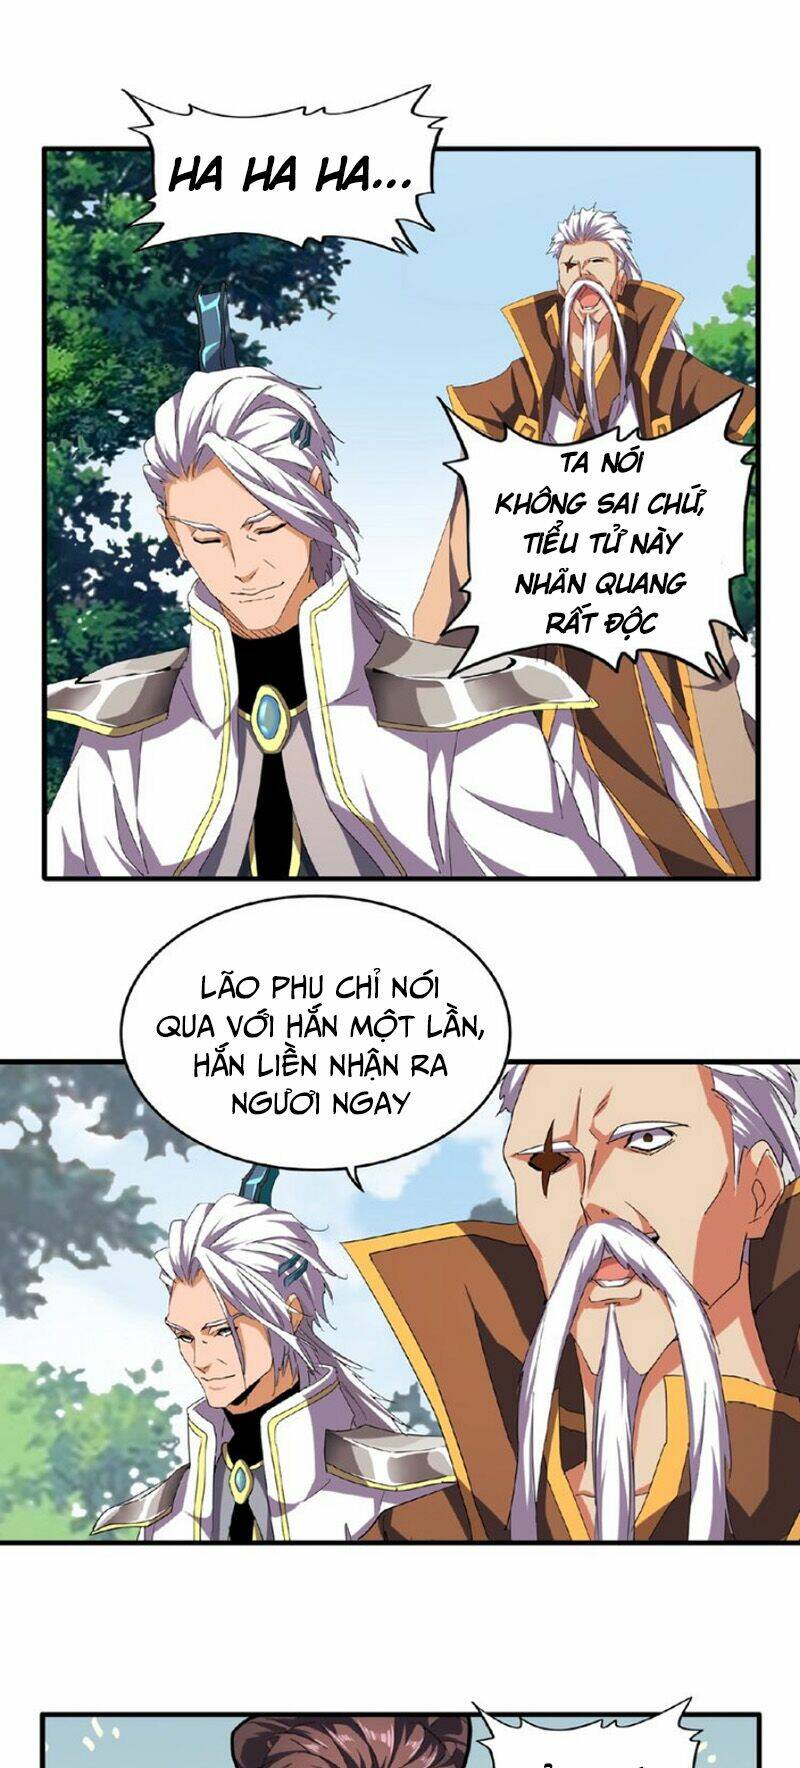 HA HA HA...
TA NÓI
KHÔNG SAI CHỨ,
TIỂU TỬ NÀY
NHÃN QUANG
RẤT ĐỘC
LÃO PHU CHỈ NÓI
QUA VỚI HẮN MỘT LẦN,
HẮN LIỀN NHẬN RA
NGƯƠI NGAY